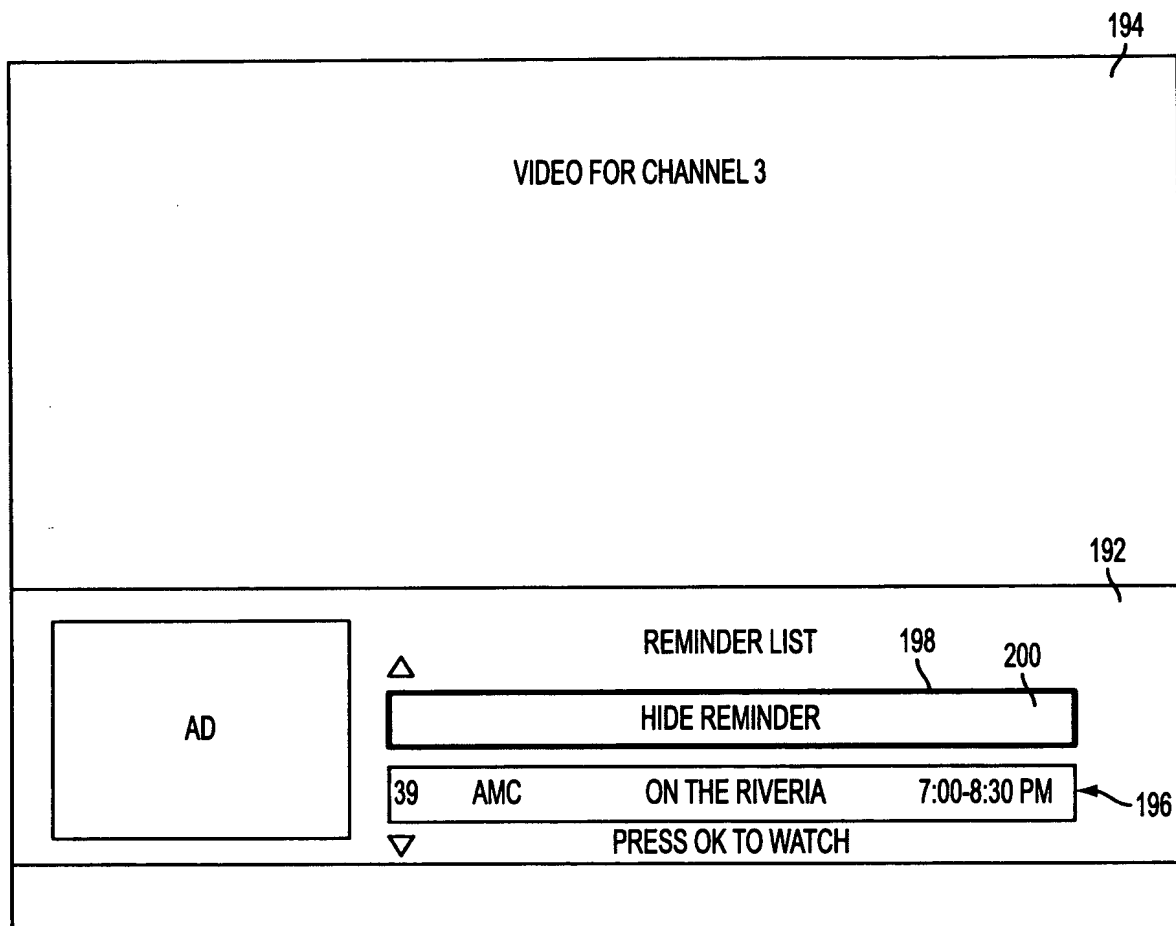 194
VIDEO FOR CHANNEL 3
192
REMINDER LIST
198
200
AD
HIDE REMINDER
39 AMC ON THE RIVERIA 7:00-8:30 PM
196
PRESS OK TO WATCH